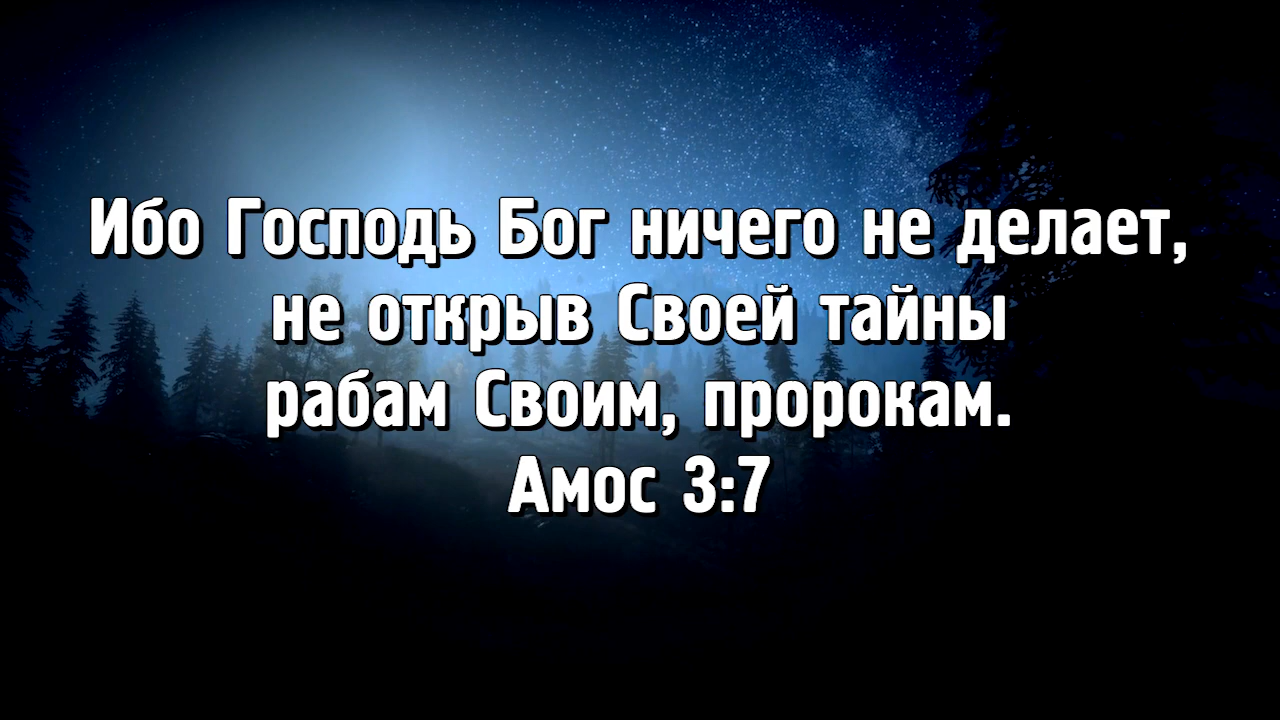 Ибо Господь Бог ничего не делает,
не открыв Своей тайны
рабам Своим, пророкам.
Амос 3:7